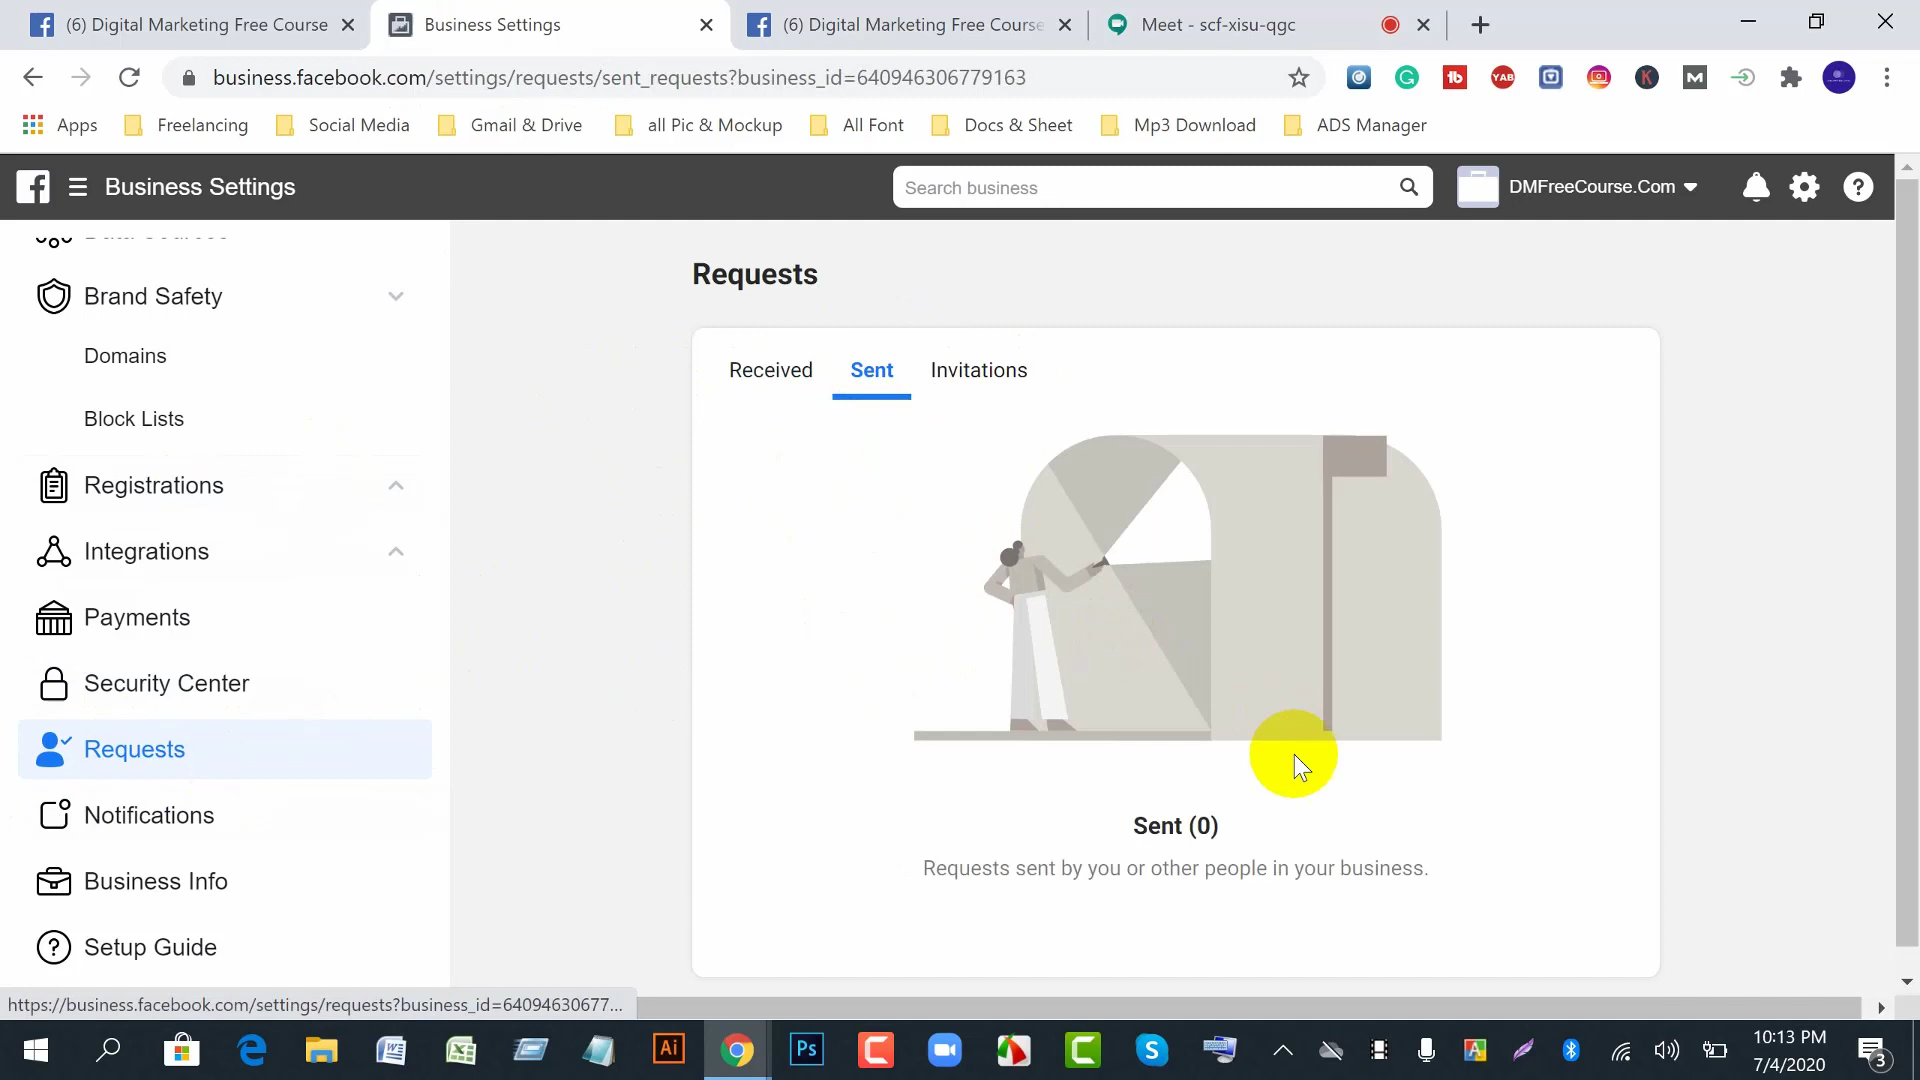 (6) Digital Marketing Free Course
Business Settings
(6) Digital Marketing Free Course
Meet - scf-xisu-qgc
business.facebook.com/settings/requests/sent_requests?business_id=640946306779163
Apps
Freelancing
Social Media
Gmail & Drive
all Pic & Mockup
All Font
Docs & Sheet
Mp3 Download
ADS Manager
Business Settings
Search business
DMFreeCourse.Com
Brand Safety
Domains
Block Lists
Registrations
Integrations
Payments
Security Center
Requests
Notifications
Business Info
Setup Guide
Requests
Received
Sent
Invitations
Sent (0)
Requests sent by you or other people in your business.
https://business.facebook.com/settings/requests?business_id=64094630677...
10:13 PM
7/4/2020
3